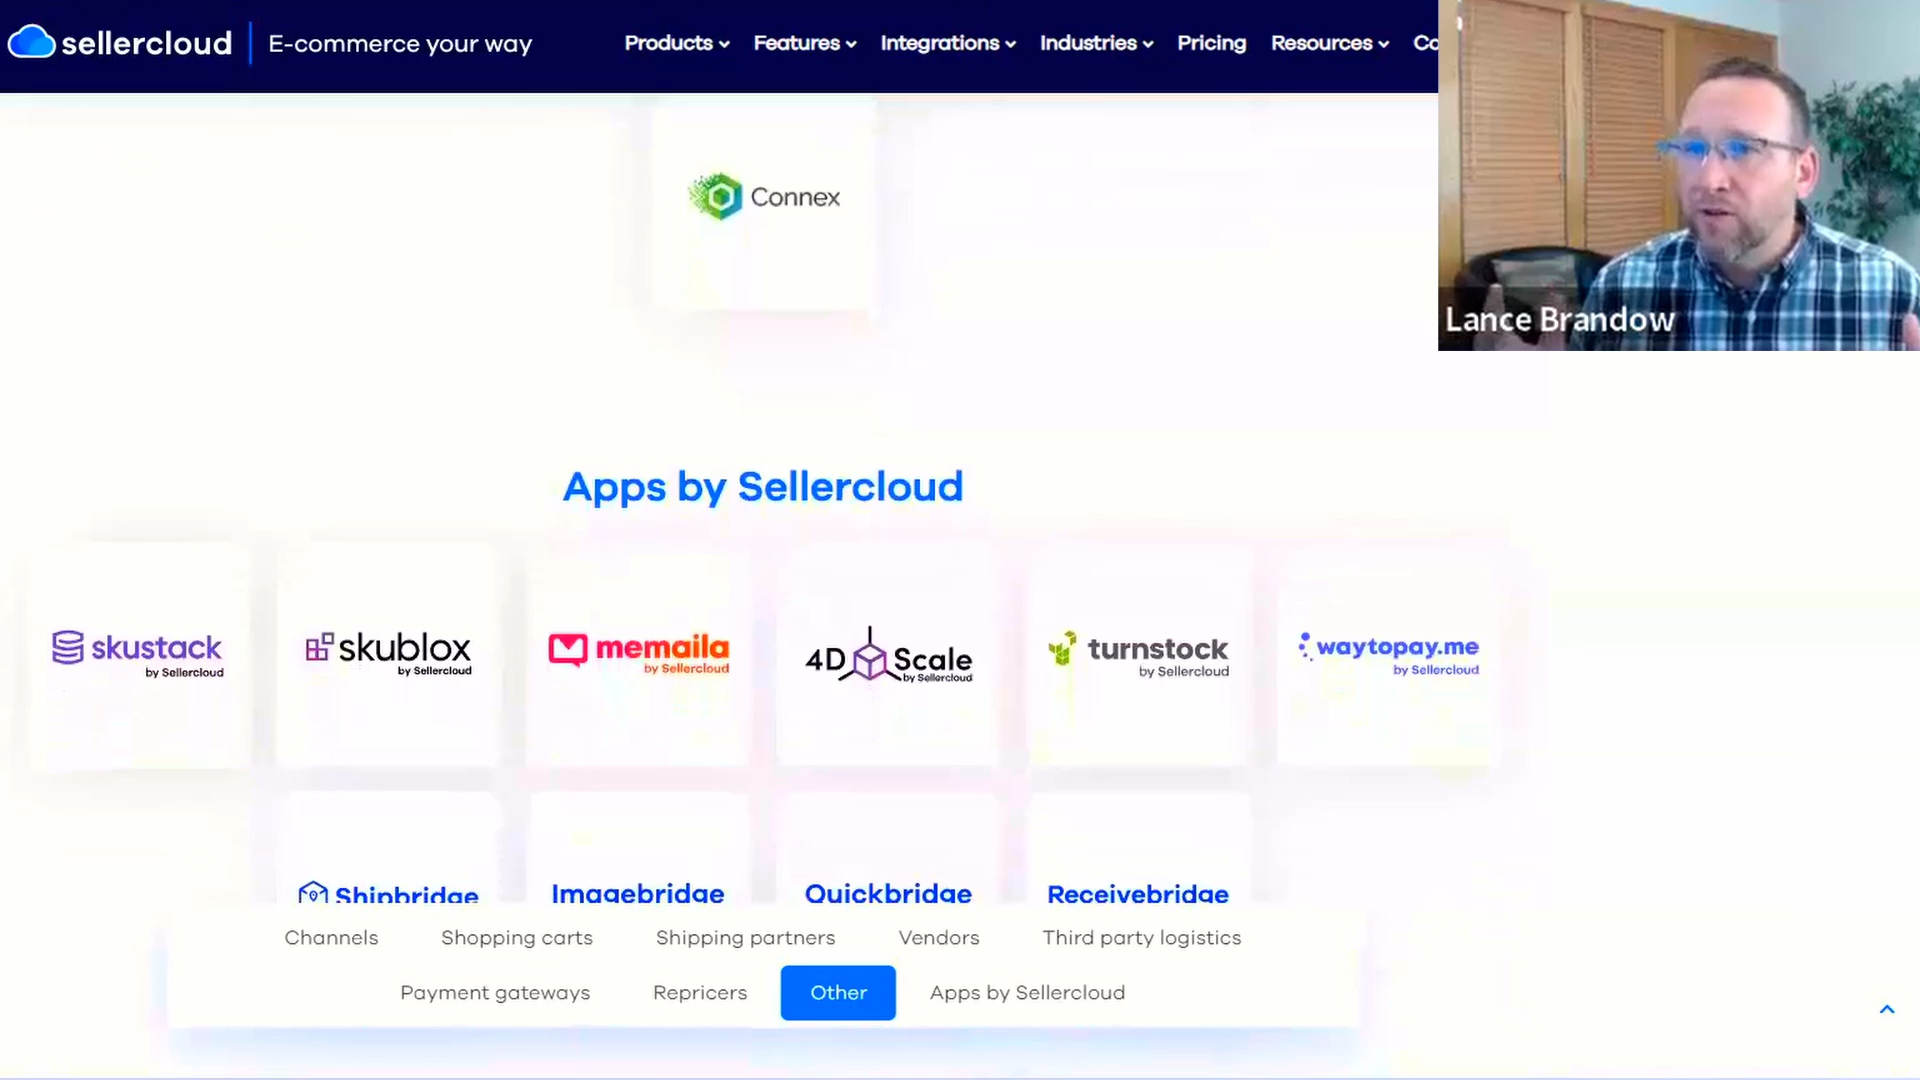 sellercloud E-commerce your way Products Features Integrations Industries Pricing Resources Co
Lance Brandow
Connex
Apps by Sellercloud
skustack
by Sellercloud
skublox
by Sellercloud
memaila
by Sellercloud
4D Scale
by Sellercloud
turnstock
by Sellercloud
waytopay.me
by Sellercloud
Shipbridge Imagebridge Quickbridge Receivebridge
Channels Shopping carts Shipping partners Vendors Third party logistics
Payment gateways Repricers Other Apps by Sellercloud